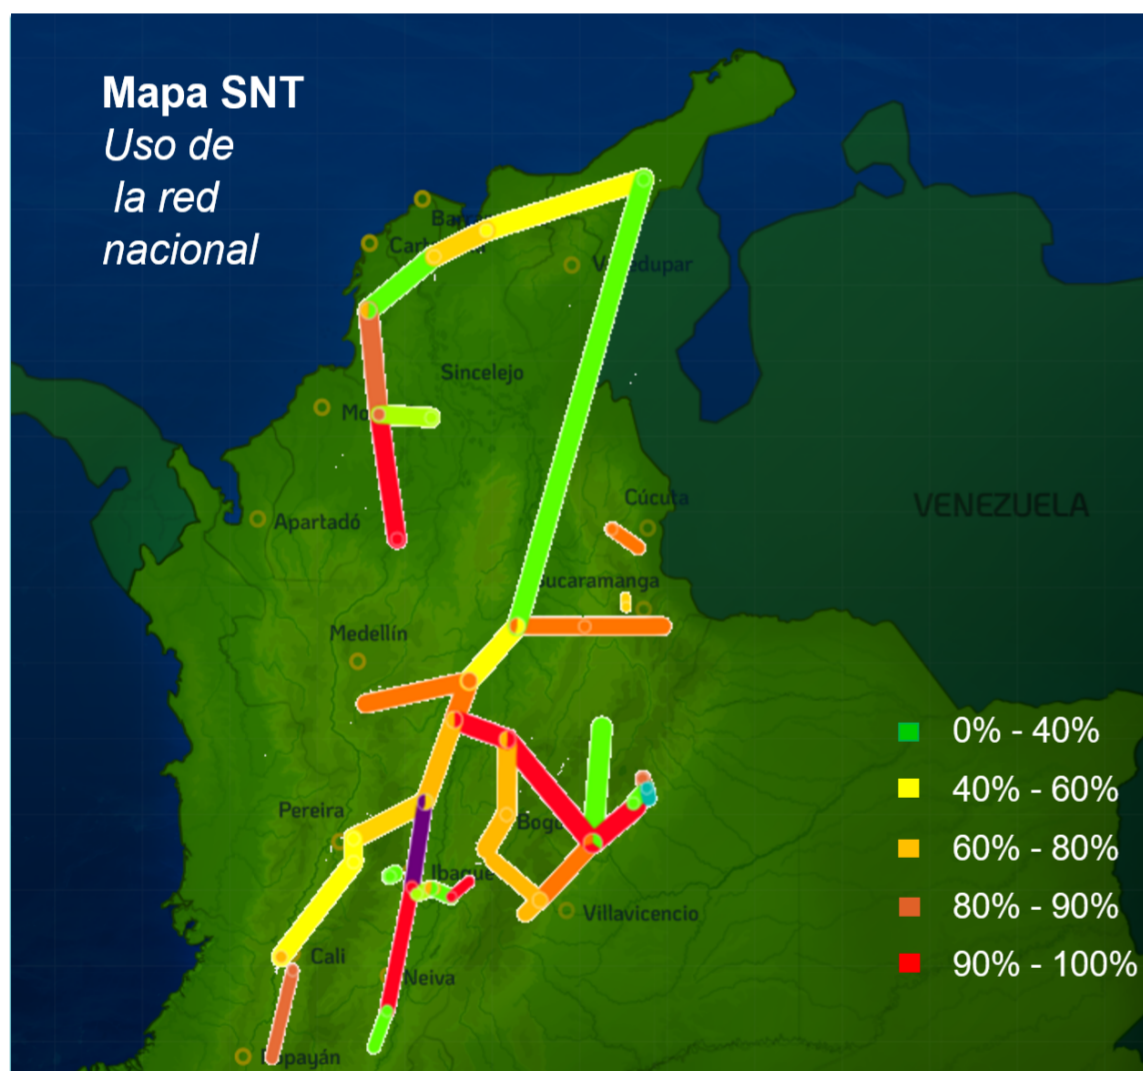 Mapa SNT
Uso de
la red
nacional
Sincelejo
Cúcuta
Apartadó
VENEZUELA
Medellín
0% - 40%
40% - 60%
Pereira
60% - 80%
Ibagué
80% - 90%
Villavicencio
Cali
90% - 100%
Neiva